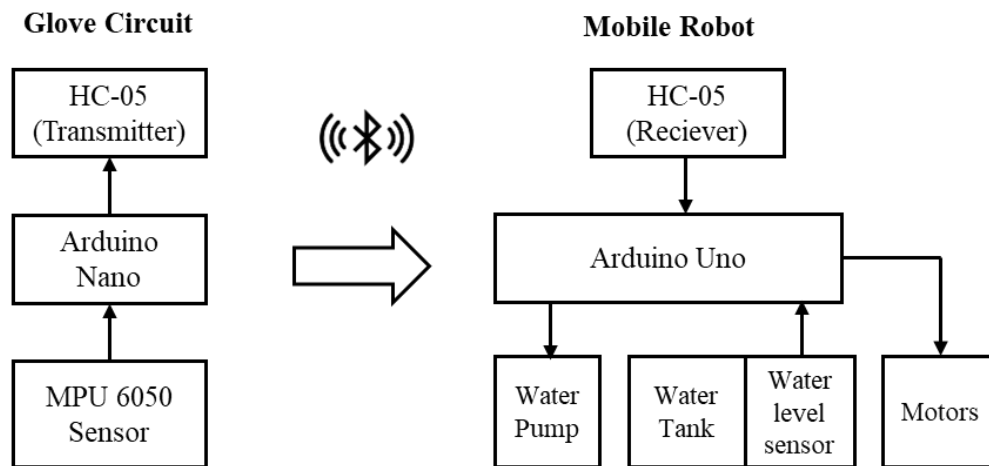 Glove Circuit
HC-05
(Transmitter)
Arduino
Nano
MPU 6050
Sensor
Mobile Robot
HC-05
(Reciever)
Arduino Uno
Water
Pump
Water
Tank
Water
level
sensor
Motors